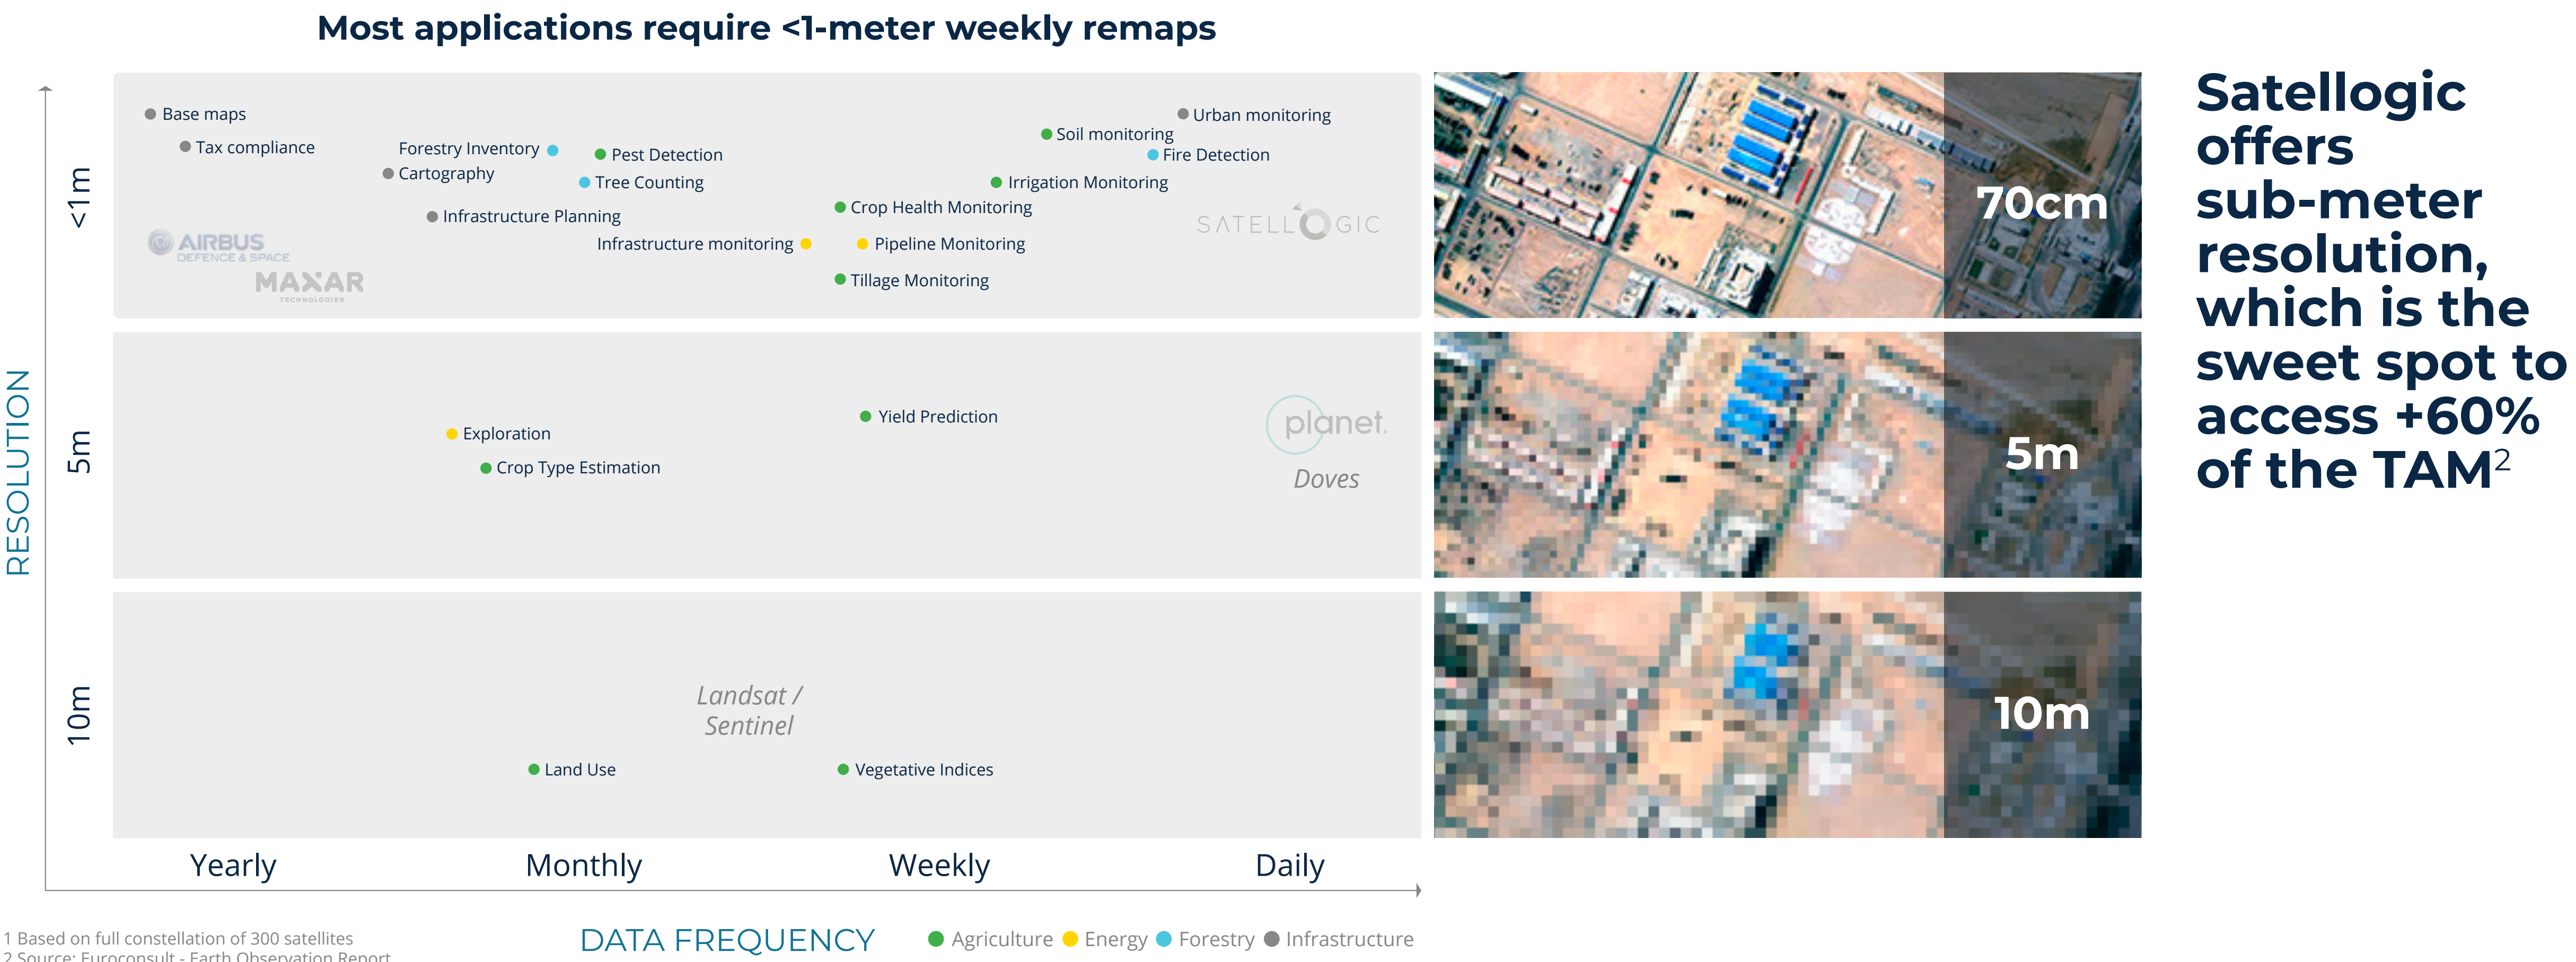 Most applications require <1-meter weekly remaps
RESOLUTION
<1m
Base maps
Tax compliance
Forestry Inventory
Cartography
Infrastructure Planning
Pest Detection
Tree Counting
Infrastructure monitoring
Crop Health Monitoring
Pipeline Monitoring
Tillage Monitoring
Irrigation Monitoring
Soil monitoring
Urban monitoring
Fire Detection
AIRBUS
DEFENCE & SPACE
MAXAR
TECHNOLOGIES
SATELLOGIC
70cm
5m
Exploration
Crop Type Estimation
Yield Prediction
planet.
Doves
5m
10m
Landsat /
Sentinel
Land Use
Vegetative Indices
10m
Yearly
Monthly
Weekly
Daily
DATA FREQUENCY
Agriculture
Energy
Forestry
Infrastructure
Satellogic
offers
sub-meter
resolution,
which is the
sweet spot to
access +60%
of the TAM2
1 Based on full constellation of 300 satellites
2 Source: Euroconsult - Earth Observation Report